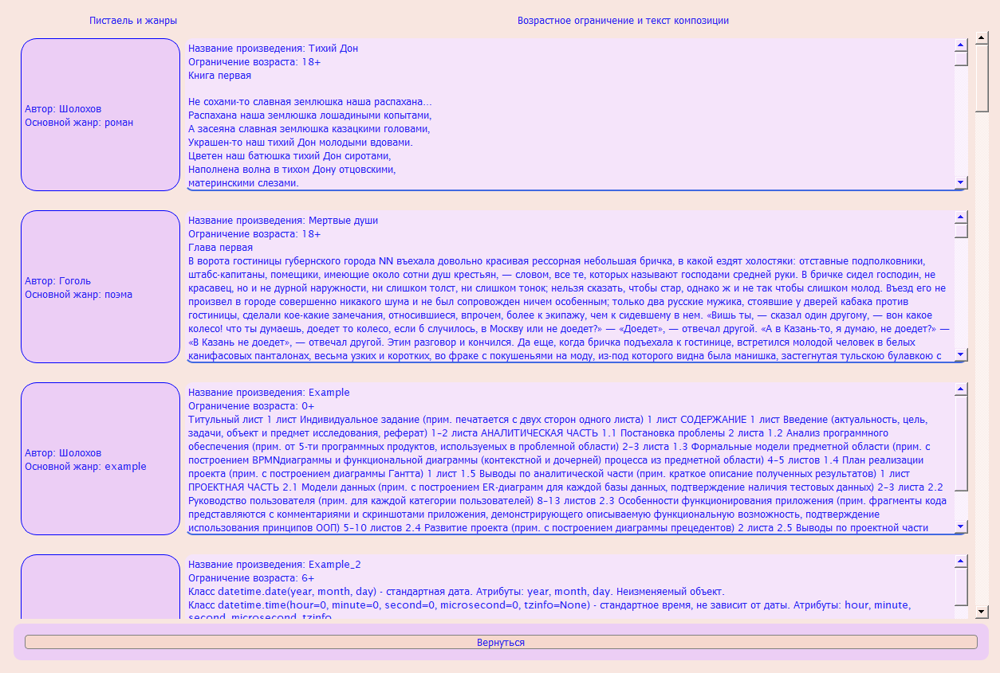 Пистаель и жанры
Возрастное ограничение и текст композиции
Автор: Шолохов
Основной жанр: роман
Название произведения: Тихий Дон
Ограничение возраста: 18+
Книга первая
Не сохами-то славная землюшка наша распахана...
Распахана наша землюшка лошадиными копытами,
А засеяна славная землюшка казацкими головами,
Украшен-то наш тихий Дон молодыми вдовами.
Цветен наш батюшка тихий Дон сиротами,
Наполнена волна в тихом Дону отцовскими,
материнскими слезами.
Автор: Гоголь
Основной жанр: поэма
Название произведения: Мертвые души
Ограничение возраста: 18+
Глава первая
В ворота гостиницы губернского города NN въехала довольно красивая рессорная небольшая бричка, в какой ездят холостяки: отставные подполковники,
штабс-капитаны, помещики, имеющие около сотни душ крестьян, — словом, все те, которых называют господами средней руки. В бричке сидел господин, не
красавец, но и не дурной наружности, ни слишком толст, ни слишком тонок; нельзя сказать, чтобы стар, однако ж и не так чтобы слишком молод. Въезд его не
произвел в городе совершенно никакого шума и не был сопровожден ничем особенным; только два русские мужика, стоявшие у дверей кабака против
гостиницы, сделали кое-какие замечания, относившиеся, впрочем, более к экипажу, чем к сидевшему в нем. «Вишь ты, — сказал один другому, — вон какое
колесо! что ты думаешь, доедет то колесо, если б случилось, в Москву или не доедет?» — «Доедет», — отвечал другой. «А в Казань-то, я думаю, не доедет?» —
«В Казань не доедет», — отвечал другой. Этим разговор и кончился. Да еще, когда бричка подъехала к гостинице, встретился молодой человек в белых
канифасовых панталонах, весьма узких и коротких, во фраке с покушеньями на моду, из-под которого видна была манишка, застегнутая тульскою булавкою с
Автор: Шолохов
Основной жанр: example
Название произведения: Example
Ограничение возраста: 0+
Титульный лист 1 лист Индивидуальное задание (прим. печатается с двух сторон одного листа) 1 лист СОДЕРЖАНИЕ 1 лист Введение (актуальность, цель,
задачи, объект и предмет исследования, реферат) 1–2 листа АНАЛИТИЧЕСКАЯ ЧАСТЬ 1.1 Постановка проблемы 2 листа 1.2 Анализ программного
обеспечения (прим. от 5-ти программных продуктов, используемых в проблемной области) 2–3 листа 1.3 Формальные модели предметной области (прим. с
построением BPMNдиаграммы и функциональной диаграммы (контекстной и дочерней) процесса из предметной области) 4–5 листов 1.4 План реализации
проекта (прим. с построением диаграммы Гантта) 1 лист 1.5 Выводы по аналитической части (прим. краткое описание полученных результатов) 1 лист
ПРОЕКТНАЯ ЧАСТЬ 2.1 Модели данных (прим. с построением ER-диаграмм для каждой базы данных, подтверждение наличия тестовых данных) 2–3 листа 2.2
Руководство пользователя (прим. для каждой категории пользователей) 8–13 листов 2.3 Особенности функционирования приложения (прим. фрагменты кода
представляются с комментариями и скриншотами приложения, демонстрирующего описываемую функциональную возможность, подтверждение
использования принципов ООП) 5–10 листов 2.4 Развитие проекта (прим. с построением диаграммы прецедентов) 2 листа 2.5 Выводы по проектной части
Название произведения: Example_2
Ограничение возраста: 6+
Класс datetime.date(year, month, day) - стандартная дата. Атрибуты: year, month, day. Неизменяемый объект.
Класс datetime.time(hour=0, minute=0, second=0, microsecond=0, tzinfo=None) - стандартное время, не зависит от даты. Атрибуты: hour, minute,
second, microsecond, tzinfo
Вернуться